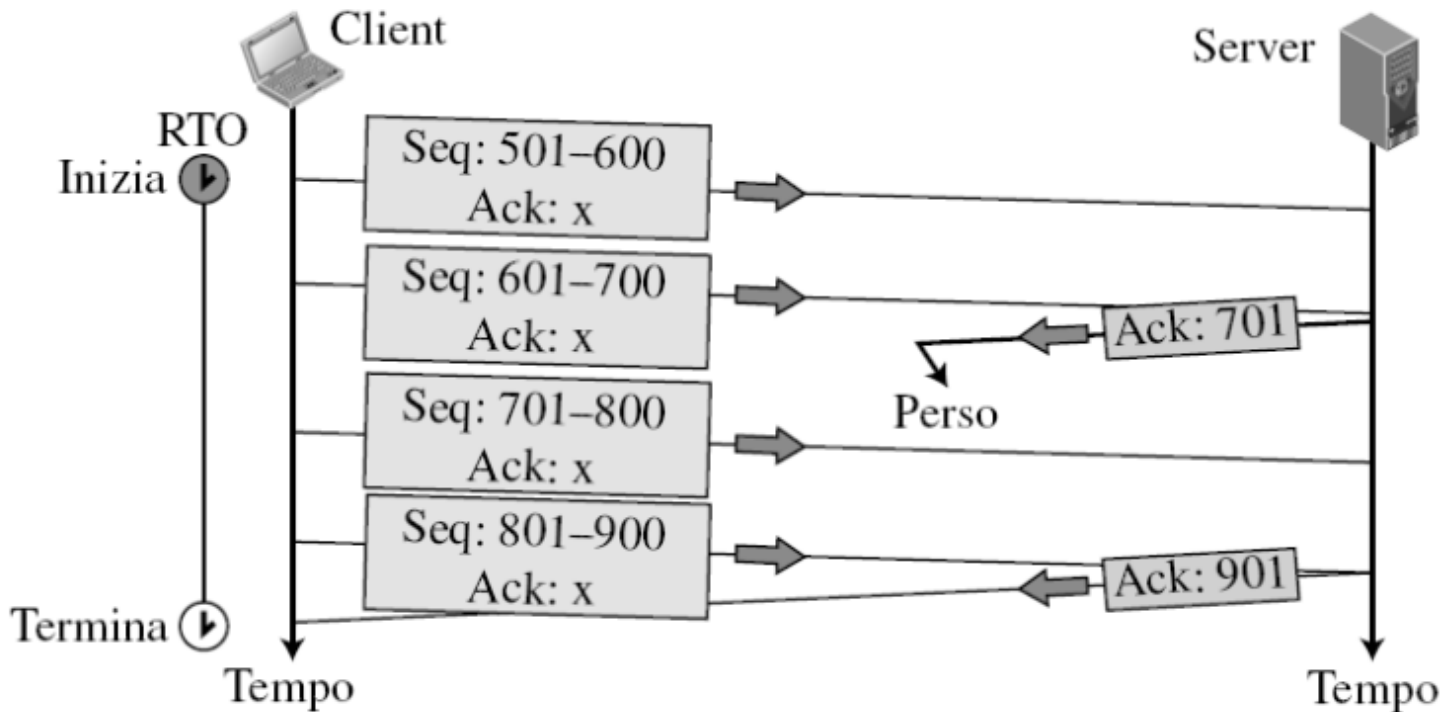 Client
Server
RTO
Inizia
Seq: 501–600
Ack: x
Seq: 601–700
Ack: x
Ack: 701
Perso
Seq: 701–800
Ack: x
Seq: 801–900
Ack: x
Ack: 901
Termina
Tempo
Tempo